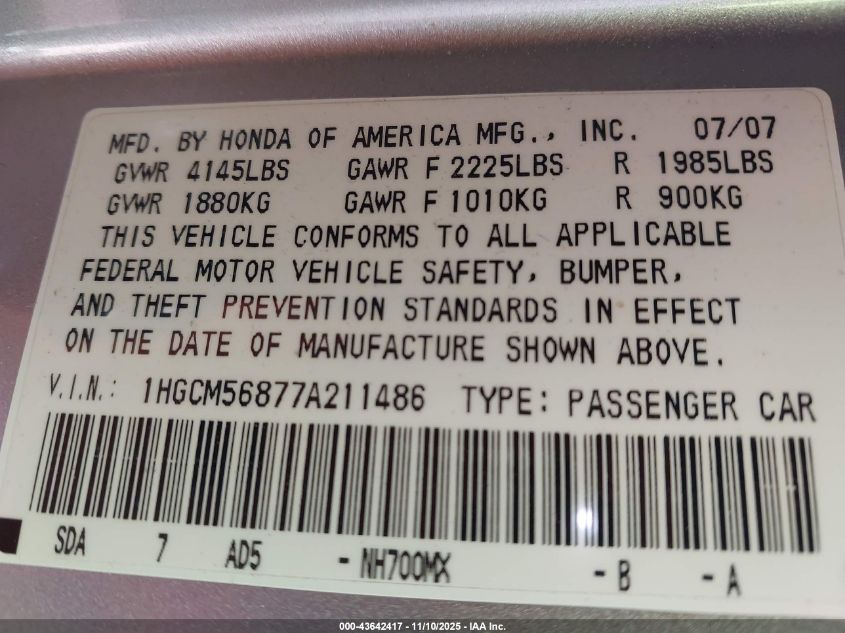 MFD. BY HONDA OF AMERICA MFG., INC. 07/07
GVWR 4145LBS GAWR F 2225LBS R 1985LBS
GVWR 1880KG GAWR F 1010KG R 900KG
THIS VEHICLE CONFORMS TO ALL APPLICABLE
FEDERAL MOTOR VEHICLE SAFETY, BUMPER,
AND THEFT PREVENTION STANDARDS IN EFFECT
ON THE DATE OF MANUFACTURE SHOWN ABOVE.
V.I.N.: 1HGCM56877A211486 TYPE: PASSENGER CAR
SDA 7 AD5 - NH700MX - B - A
000-43642417 - 11/10/2025 - IAA Inc.